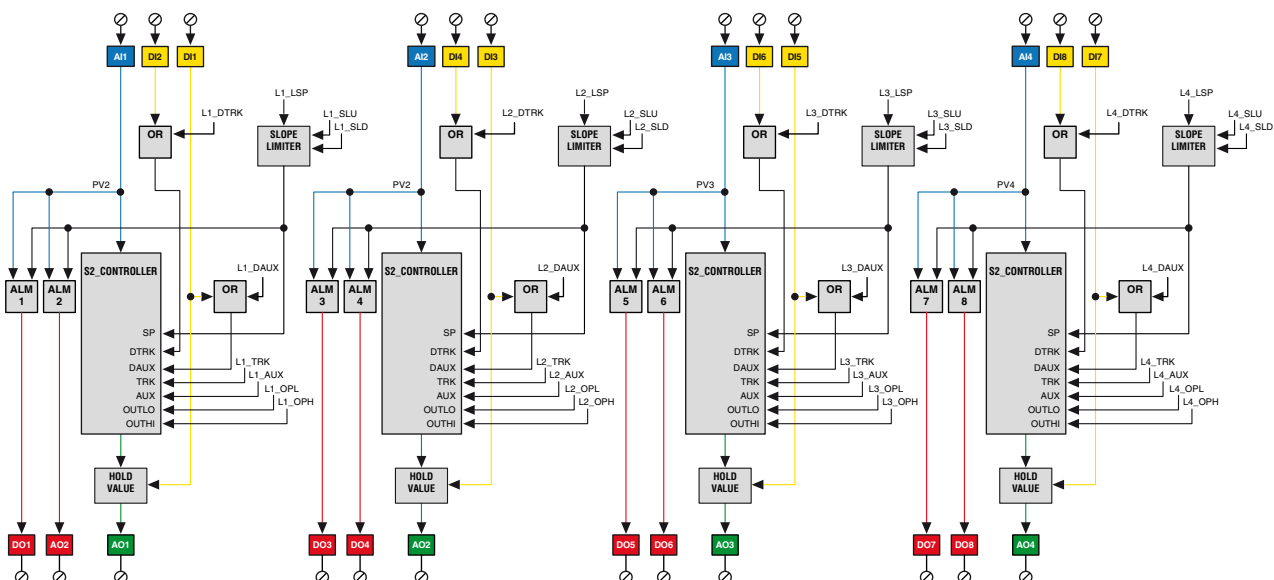 AI1 DI2 DI1 AI2 DI4 DI3 AI3 DI6 DI5 AI4 DI8 DI7
L1_LSP L2_LSP L3_LSP L4_LSP
L1_DTRK L1_SLU L2_DTRK L2_SLU L3_DTRK L3_SLU L4_DTRK L4_SLU
L1_SLD L2_SLD L3_SLD L4_SLD
OR SLOPE OR SLOPE OR SLOPE OR SLOPE
LIMITER LIMITER LIMITER LIMITER
PV2 PV2 PV3 PV4
S2_CONTROLLER L1_DAUX S2_CONTROLLER L2_DAUX S2_CONTROLLER L3_DAUX S2_CONTROLLER L4_DAUX
ALM ALM OR ALM ALM OR ALM ALM OR ALM ALM OR
1 2 3 4 5 6 7 8
SP SP SP SP
DTRK DTRK DTRK DTRK
L1_TRK L2_TRK L3_TRK L4_TRK
DAUX L1_AUX DAUX L2_AUX DAUX L3_AUX DAUX L4_AUX
TRK L1_OPL TRK L2_OPL TRK L3_OPL TRK L4_OPL
AUX L1_OPH AUX L2_OPH AUX L3_OPH AUX L4_OPH
OUTLO OUTLO OUTLO OUTLO
OUTHI OUTHI OUTHI OUTHI
HOLD HOLD HOLD HOLD
VALUE VALUE VALUE VALUE
DO1 AO2 AO1 DO3 DO4 AO2 DO5 DO6 AO3 DO7 DO8 AO4